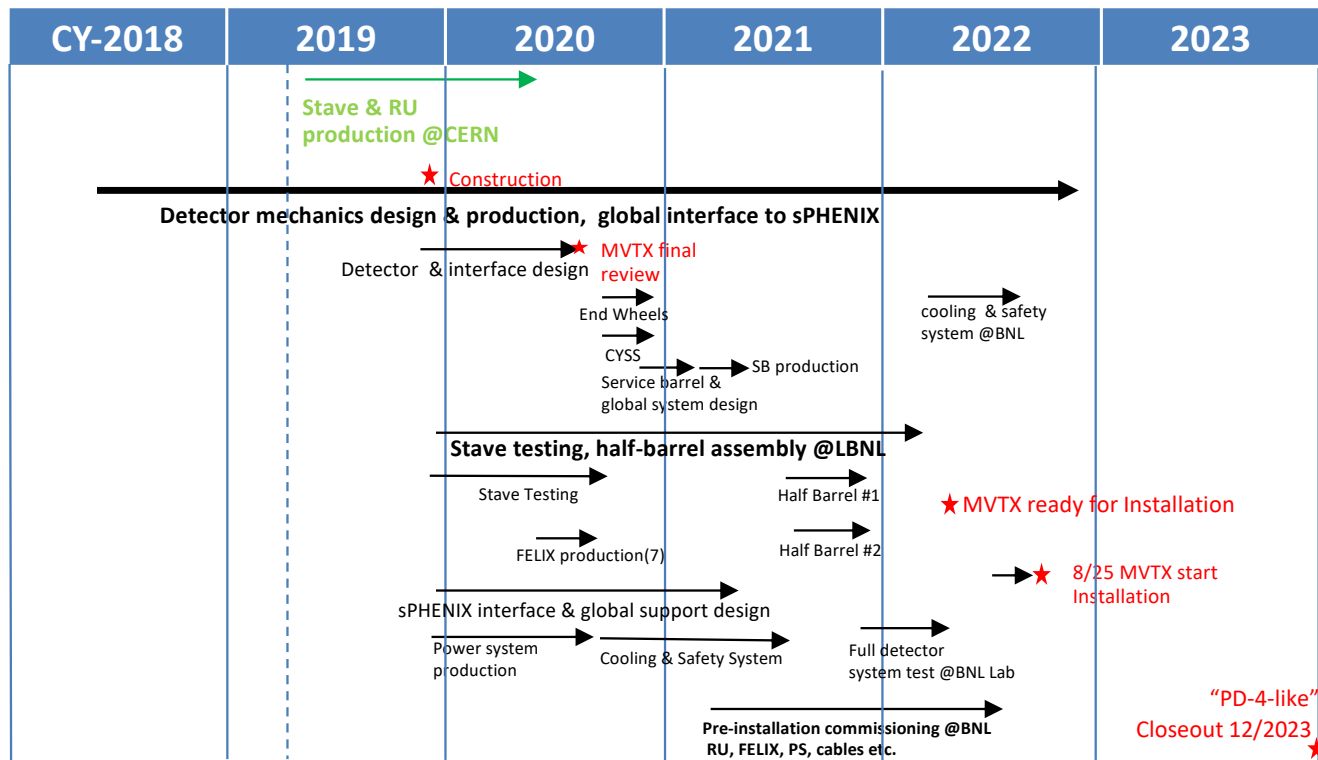 CY-2018 2019 2020 2021 2022 2023
Stave & RU
production @CERN
Construction
Detector mechanics design & production, global interface to sPHENIX
Detector & interface design
MVTX final
review
End Wheels
cooling & safety
system @BNL
CYSS
SB production
Service barrel &
global system design
Stave testing, half-barrel assembly @LBNL
Stave Testing
Half Barrel #1
MVTX ready for Installation
FELIX production(7)
Half Barrel #2
8/25 MVTX start
Installation
sPHENIX interface & global support design
Power system
production
Cooling & Safety System
Full detector
system test @BNL Lab
“PD-4-like”
Closeout 12/2023
Pre-installation commissioning @BNL
RU, FELIX, PS, cables etc.